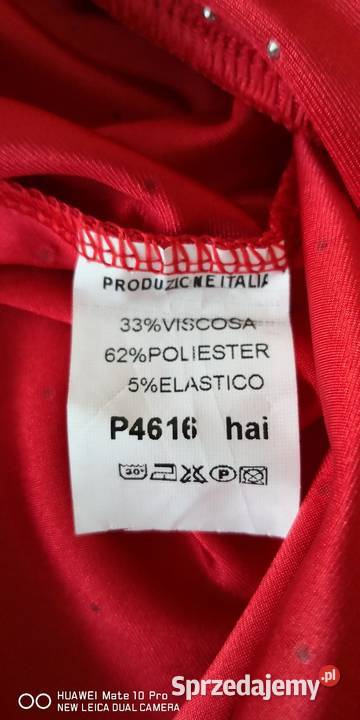 PRODUZIONE ITALIA
33%VISCOSA
62%POLIESTER
5%ELASTICO
P4616 hai
30°
P
HUAWEI Mate 10 Pro
NEW LEICA DUAL CAMERA
Sprzedajemy.pl